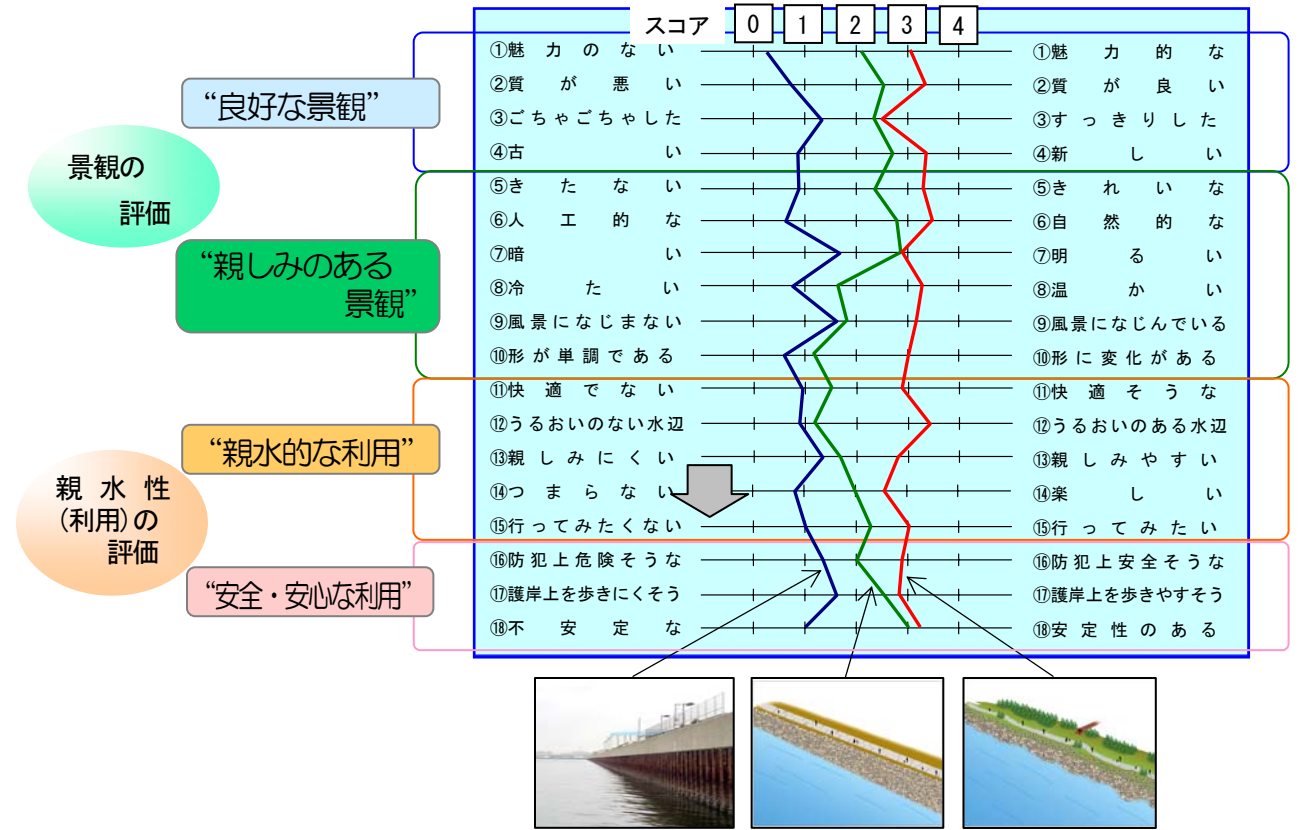 スコア 0 1 2 3 4
景観の
評価
“良好な景観”
①魅力のない ①魅力的な
②質が悪い ②質が良い
③ごちゃごちゃした ③すっきりした
④古い ④新しい
“親しみのある
景観”
⑤きたない ⑤きれいな
⑥人工的な ⑥自然的な
⑦暗い ⑦明るい
⑧冷たい ⑧温かい
⑨風景になじまない ⑨風景になじんでいる
⑩形が単調である ⑩形に変化がある
親水性
(利用)の
評価
“親水的な利用”
⑪快適でない ⑪快適そうな
⑫うるおいのない水辺 ⑫うるおいのある水辺
⑬親しみにくい ⑬親しみやすい
⑭つまらない ⑭楽しい
⑮行ってみたくない ⑮行ってみたい
“安全・安心な利用”
⑯防犯上危険そうな ⑯防犯上安全そうな
⑰護岸上を歩きにくそう ⑰護岸上を歩きやすそう
⑱不安定な ⑱安定性のある